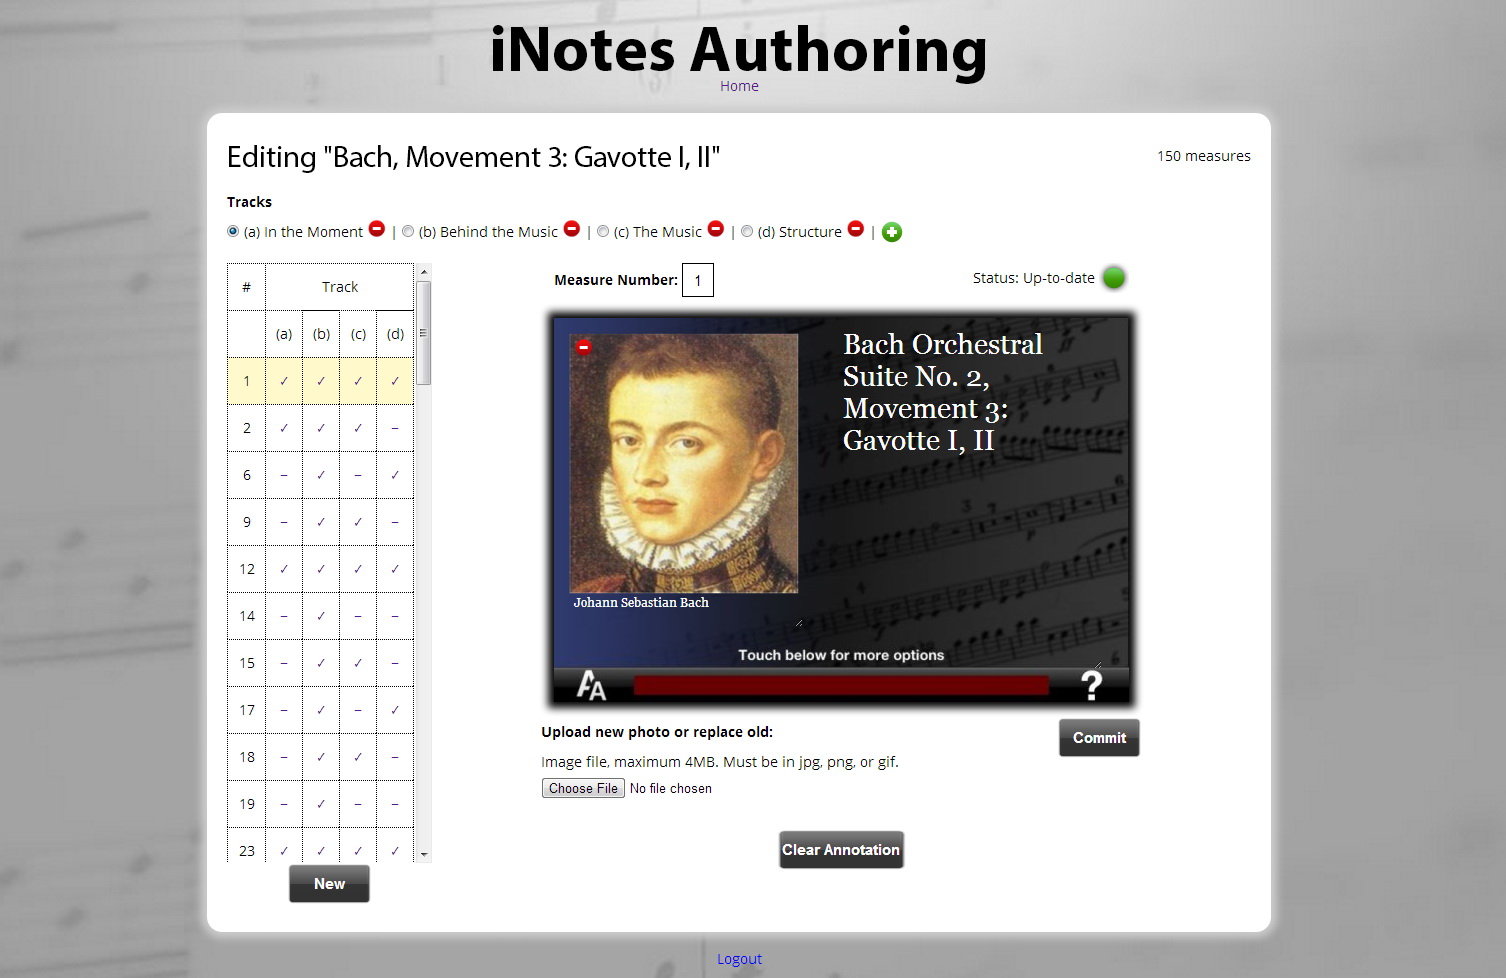 iNotes Authoring
Home
Editing "Bach, Movement 3: Gavotte I, II"
150 measures
Tracks
(a) In the Moment | (b) Behind the Music | (c) The Music | (d) Structure |
# Track
(a) (b) (c) (d)
1 ✓ ✓ ✓ ✓
2 ✓ ✓ ✓ –
6 – ✓ – ✓
9 – ✓ ✓ –
12 ✓ ✓ ✓ ✓
14 – ✓ – –
15 – ✓ ✓ –
17 – ✓ – ✓
18 – ✓ ✓ –
19 – ✓ – –
23 ✓ ✓ ✓ ✓
New
Measure Number: 1
Status: Up-to-date
Bach Orchestral
Suite No. 2,
Movement 3:
Gavotte I, II
Johann Sebastian Bach
Touch below for more options
AA ?
Upload new photo or replace old:
Commit
Image file, maximum 4MB. Must be in jpg, png, or gif.
Choose File No file chosen
Clear Annotation
Logout